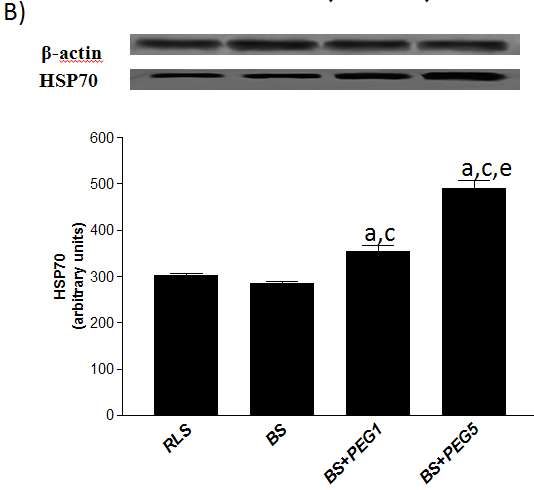 B)
β-actin
HSP70
600
500
400
300
200
100
0
HSP70
(arbitrary units)
a,c
a,c,e
RLS
BS
BS+PEG1
BS+PEG5